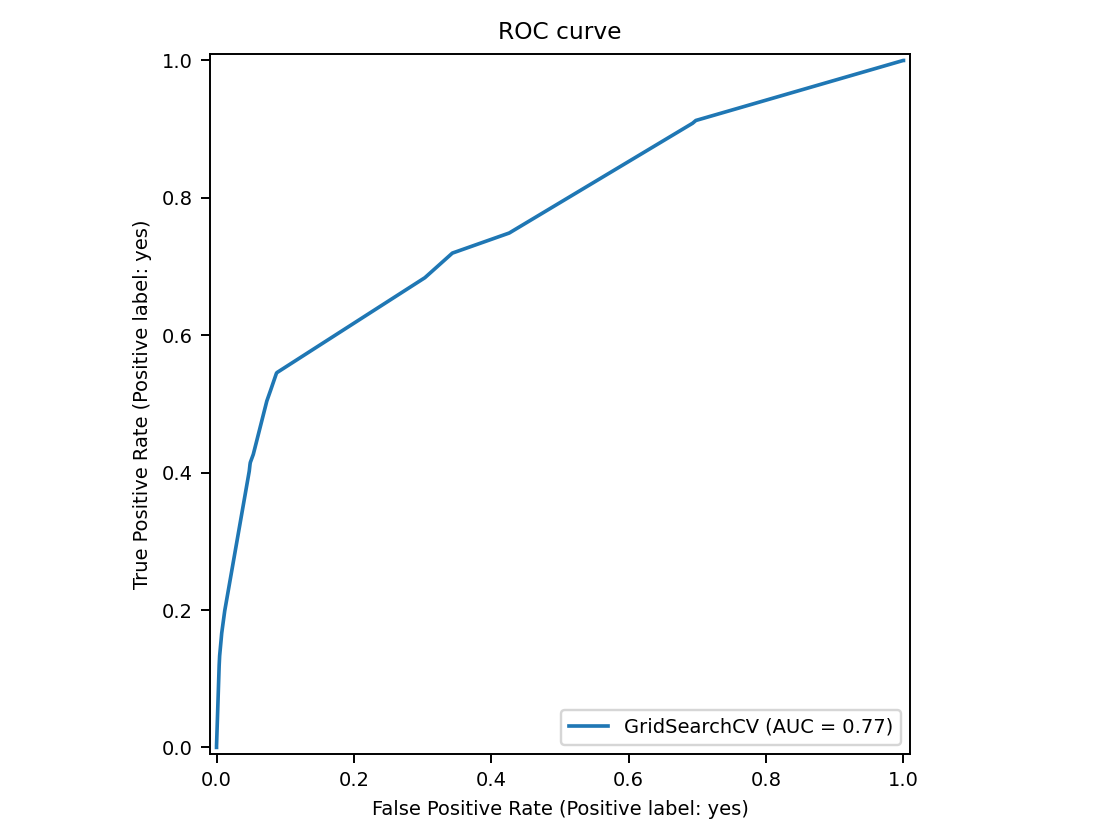 ROC curve
True Positive Rate (Positive label: yes)
1.0
0.8
0.6
0.4
0.2
0.0
GridSearchCV (AUC = 0.77)
0.0 0.2 0.4 0.6 0.8 1.0
False Positive Rate (Positive label: yes)